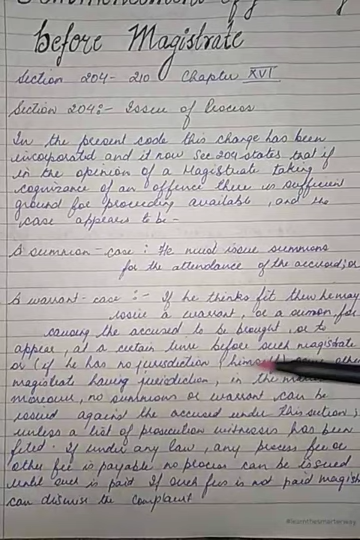 Commencement of
before Magistrate
Section 204 - 210 Chapter XVI
Section 204:- Issue of Process
In the present code this change has been
incorporated and it now Sec 204 states that if
in the opinion of a Magistrate taking
cognizance of an offence there is sufficient
ground for proceeding available, and the
case appears to be -
A summon - case : He must issue summons
for the attendance of the accused; or
A warrant - case :- If he thinks fit then he may
issue a warrant, or a summon for
causing the accused to be brought, or to
appear, at a certain time before such magistrate
or (if he has no jurisdiction himself) some other
magistrate having jurisdiction, in the
moreover, no summons or warrant can be
issued against the accused under this section,
unless a list of prosecution witnesses has been
filed. If under any law, any process fee or
other fee is payable no process can be issued
until such is paid If such fees is not paid magist
can dismiss the complaint
#learnthesmarterway